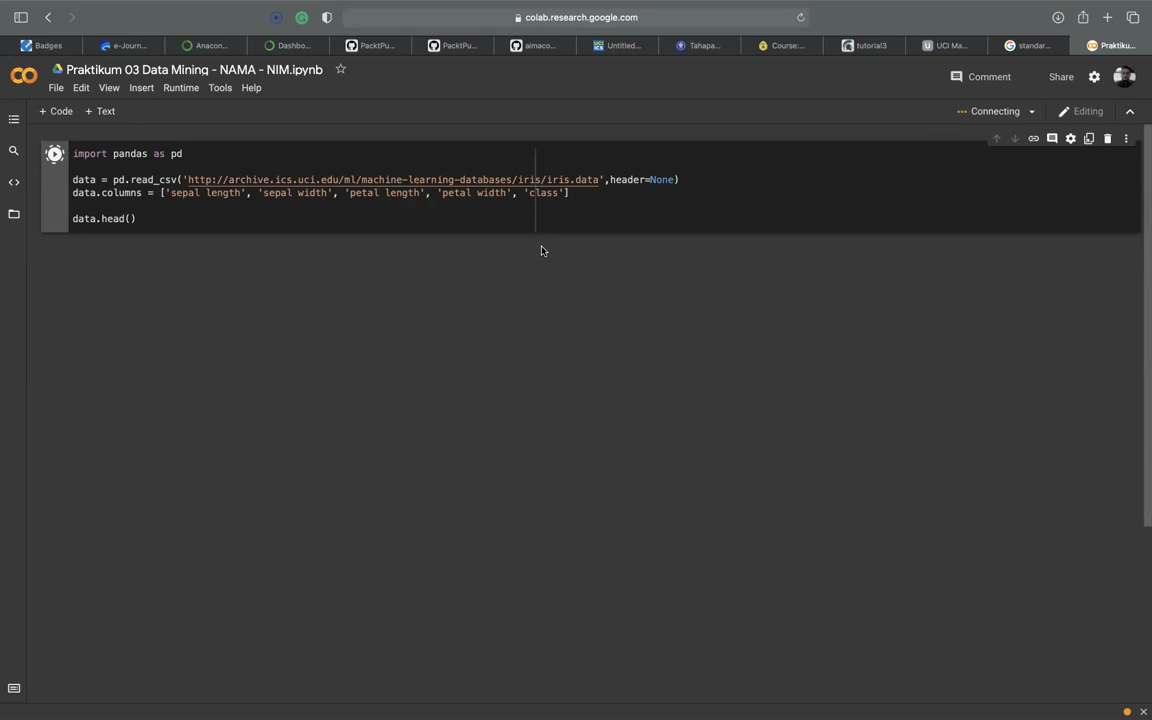 colab.research.google.com
Badges e-Journ... Anacon... Dashbo... PacktPu... PacktPu... aimaco... Untitled... Tahapa... Course:... tutorial3 UCI Ma... standar... Praktiku...
Praktikum 03 Data Mining - NAMA - NIM.ipynb
Comment Share
File Edit View Insert Runtime Tools Help
+ Code + Text Connecting Editing
import pandas as pd
data = pd.read_csv('http://archive.ics.uci.edu/ml/machine-learning-databases/iris/iris.data',header=None)
data.columns = ['sepal length', 'sepal width', 'petal length', 'petal width', 'class']
data.head()